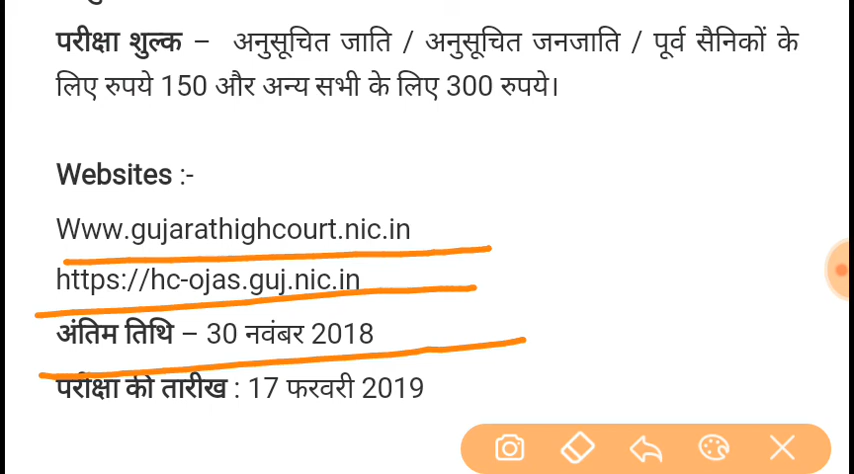 परीक्षा शुल्क – अनुसूचित जाति / अनुसूचित जनजाति / पूर्व सैनिकों के
लिए रुपये 150 और अन्य सभी के लिए 300 रुपये।
Websites :-
Www.gujarathighcourt.nic.in
https://hc-ojas.guj.nic.in
अंतिम तिथि – 30 नवंबर 2018
परीक्षा की तारीख : 17 फरवरी 2019